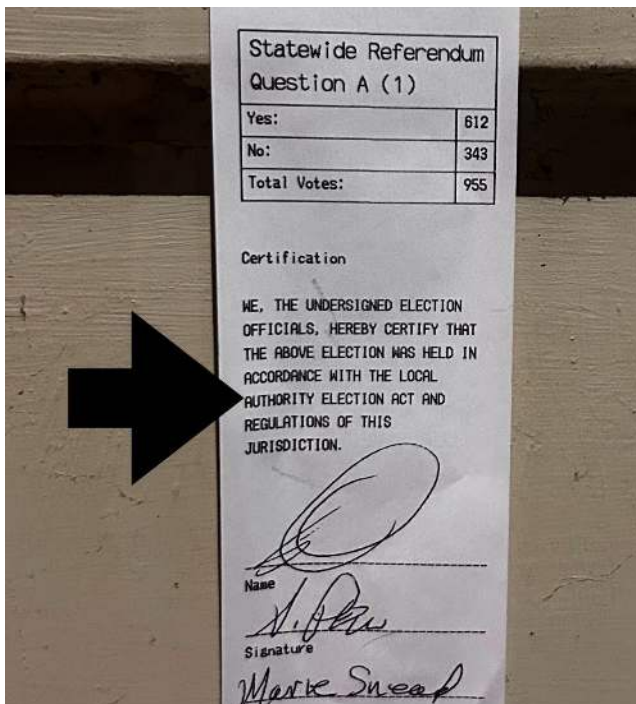 Statewide Referendum
Question A (1)
Yes: 612
No: 343
Total Votes: 955
Certification
WE, THE UNDERSIGNED ELECTION
OFFICIALS, HEREBY CERTIFY THAT
THE ABOVE ELECTION WAS HELD IN
ACCORDANCE WITH THE LOCAL
AUTHORITY ELECTION ACT AND
REGULATIONS OF THIS
JURISDICTION.
Name
Signature
Marie